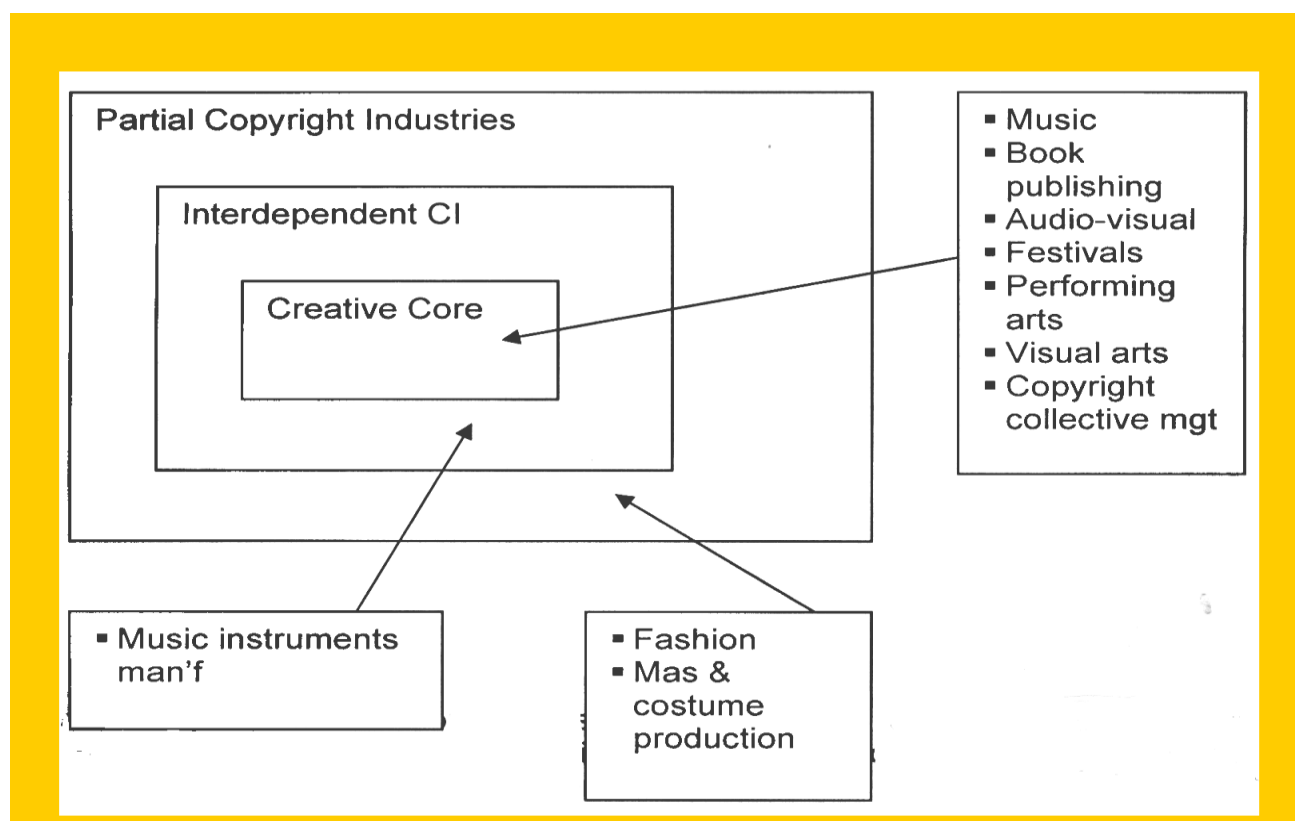 Partial Copyright Industries
Interdependent CI
Creative Core
▪ Music
▪ Book
publishing
▪ Audio-visual
▪ Festivals
▪ Performing
arts
▪ Visual arts
▪ Copyright
collective mgt
▪ Music instruments
man'f
▪ Fashion
▪ Mas &
costume
production